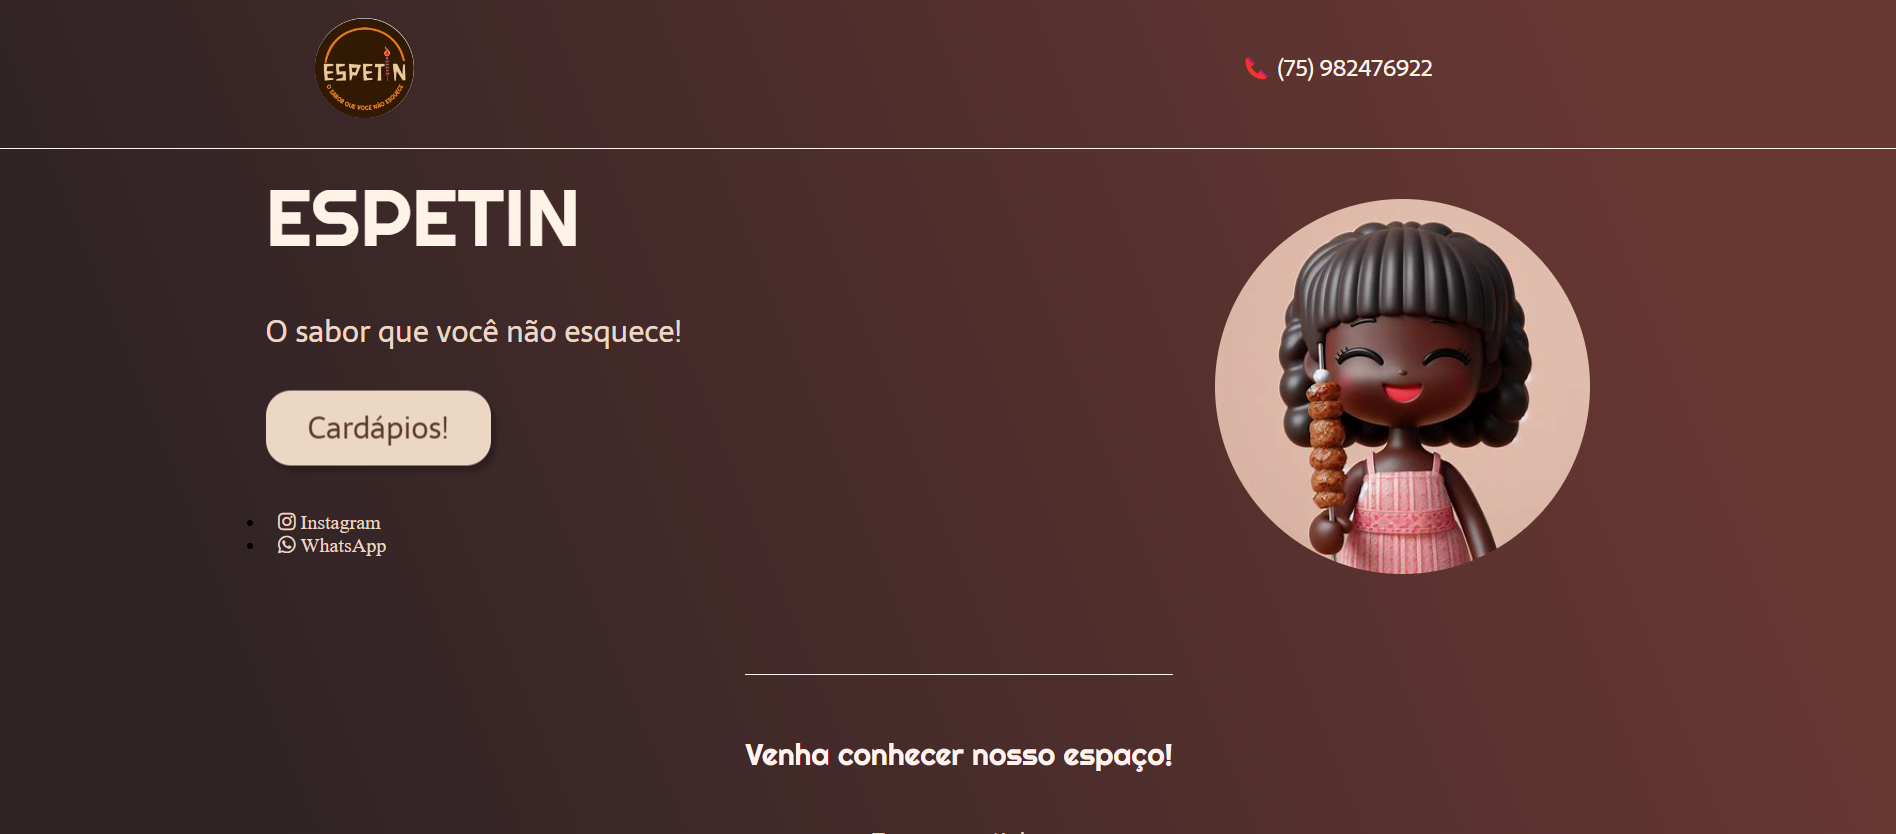 ESPETIN
O SABOR QUE VOCÊ NÃO ESQUECE
(75) 982476922
ESPETIN
O sabor que você não esquece!
Cardápios!
Instagram
WhatsApp
Venha conhecer nosso espaço!